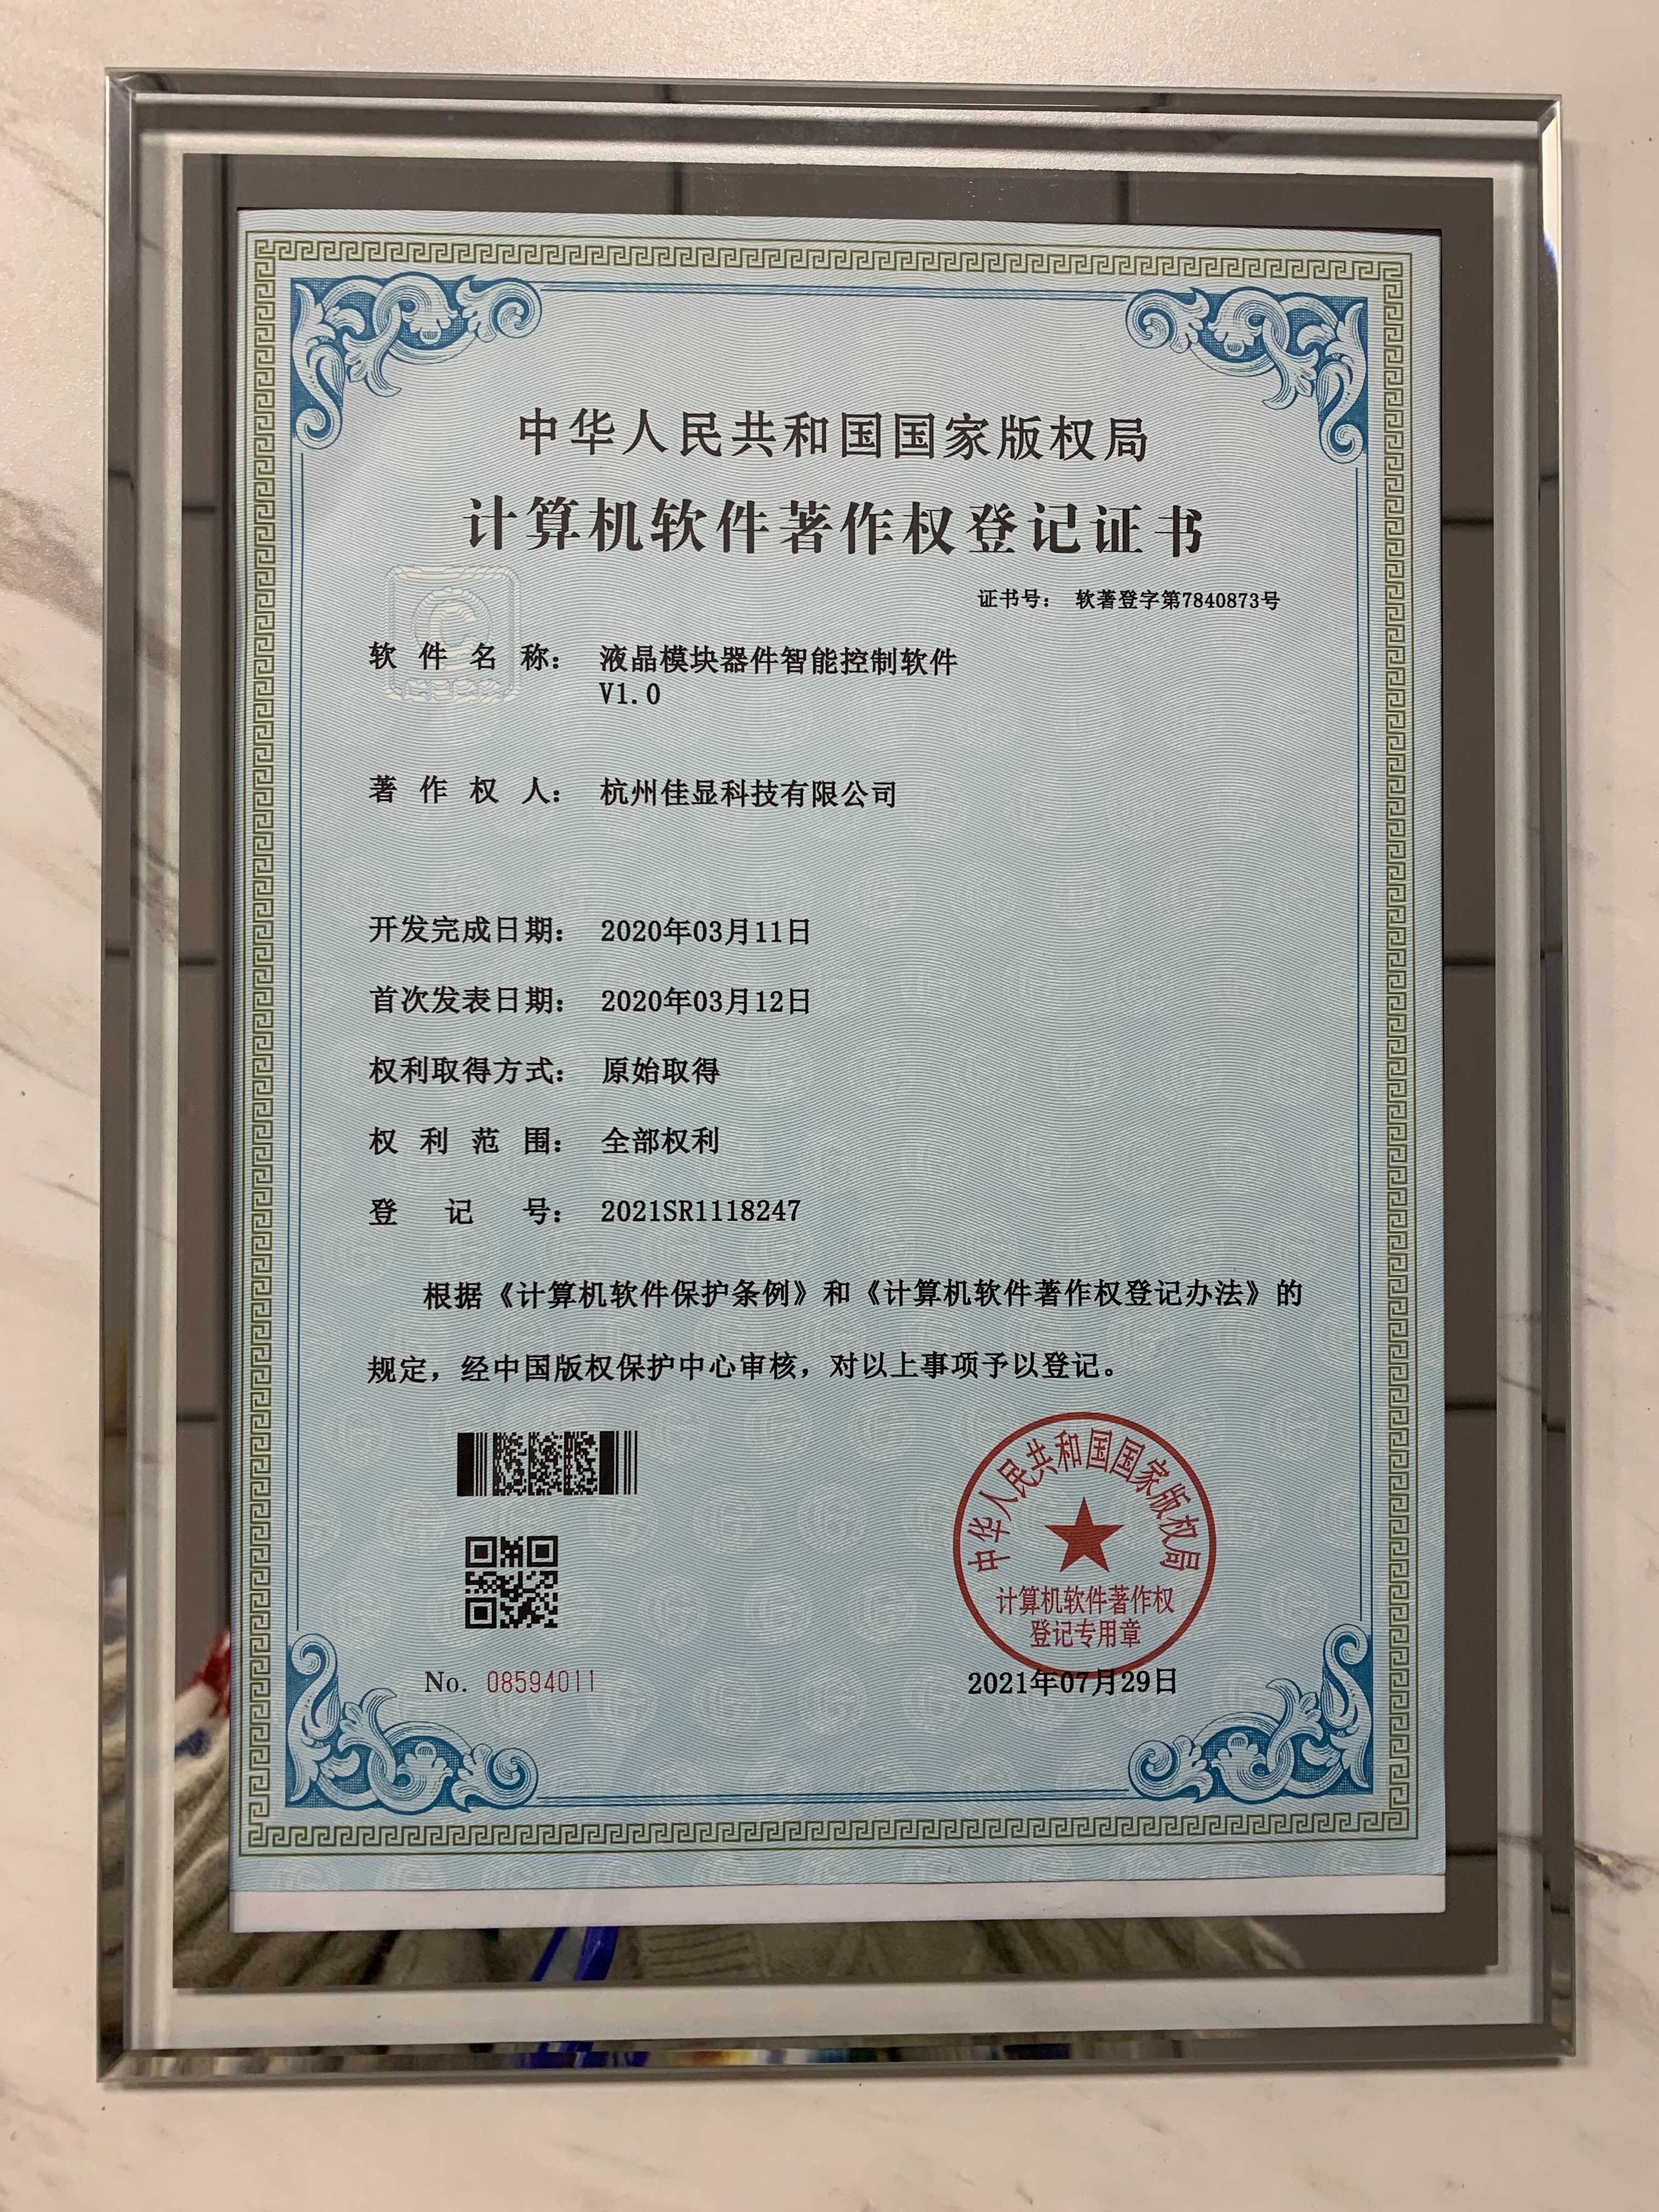 中华人民共和国国家版权局
计算机软件著作权登记证书
证书号： 软著登字第7840873号
软件名称： 液晶模块器件智能控制软件
V1.0
著作权人： 杭州佳显科技有限公司
开发完成日期： 2020年03月11日
首次发表日期： 2020年03月12日
权利取得方式： 原始取得
权利范围： 全部权利
登记号： 2021SR1118247
根据《计算机软件保护条例》和《计算机软件著作权登记办法》的
规定，经中国版权保护中心审核，对以上事项予以登记。
中华人民共和国国家版权局
计算机软件著作权
登记专用章
No. 08594011
2021年07月29日